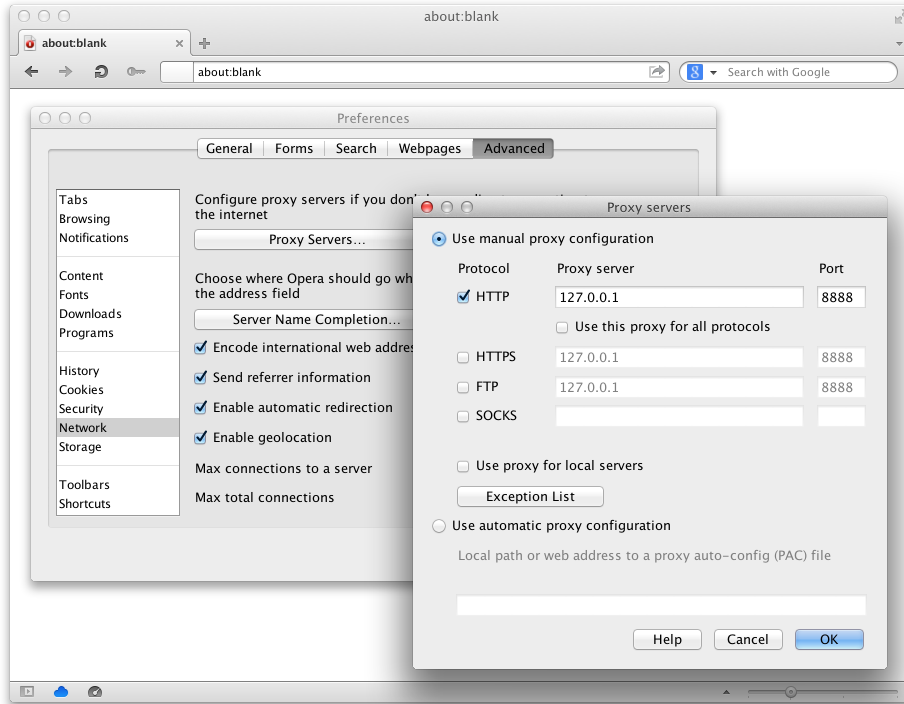 about:blank
about:blank
about:blank
Search with Google
Preferences
General Forms Search Webpages Advanced
Tabs
Browsing
Notifications
Content
Fonts
Downloads
Programs
History
Cookies
Security
Network
Storage
Toolbars
Shortcuts
Configure proxy servers if you
the internet
Proxy Servers...
Choose where Opera should go
the address field
Server Name Completion...
Encode international web
Send referrer information
Enable automatic redirection
Enable geolocation
Max connections to a server
Max total connections
Proxy servers
Use manual proxy configuration
Protocol Proxy server Port
HTTP 127.0.0.1 8888
Use this proxy for all protocols
HTTPS 127.0.0.1 8888
FTP 127.0.0.1 8888
SOCKS
Use proxy for local servers
Exception List
Use automatic proxy configuration
Local path or web address to a proxy auto-config (PAC) file
Help Cancel OK